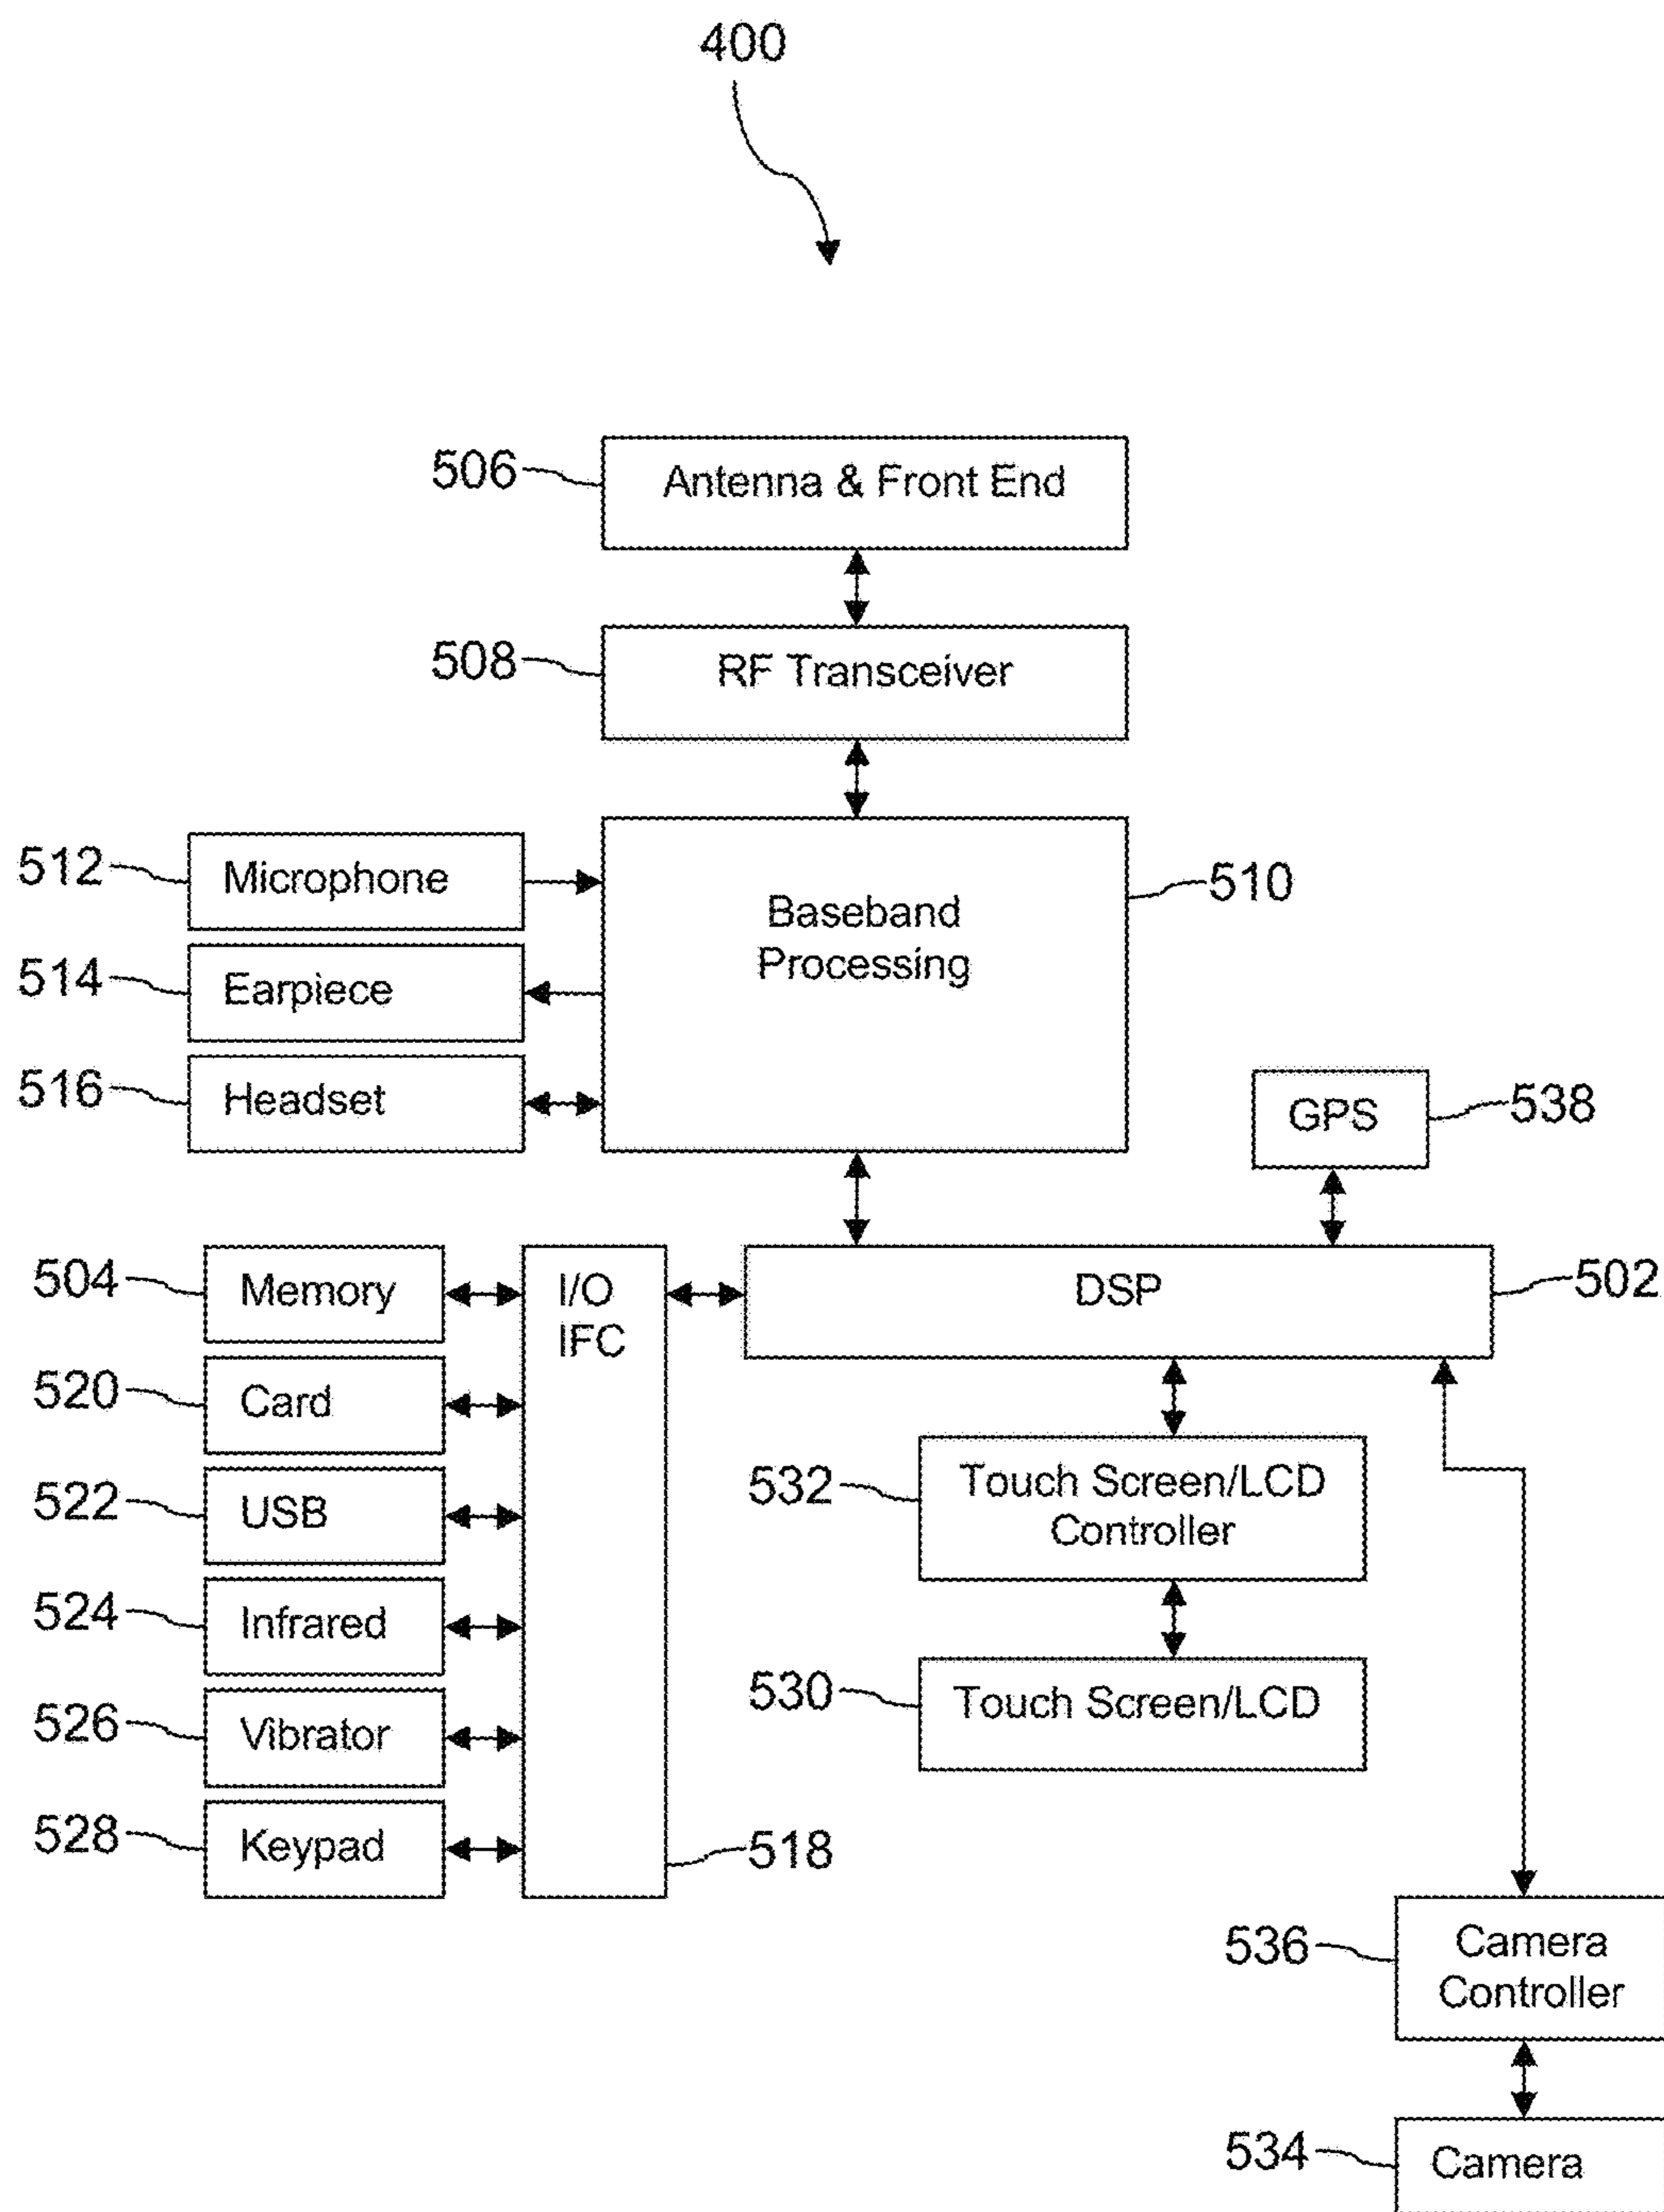 400
506
Antenna & Front End
508
RF Transceiver
512
Microphone
Baseband
Processing
510
514
Earpiece
516
Headset
GPS
538
504
Memory
I/O
IFC
DSP
502
520
Card
522
USB
532
Touch Screen/LCD
Controller
524
Infrared
526
Vibrator
530
Touch Screen/LCD
528
Keypad
518
536
Camera
Controller
534
Camera